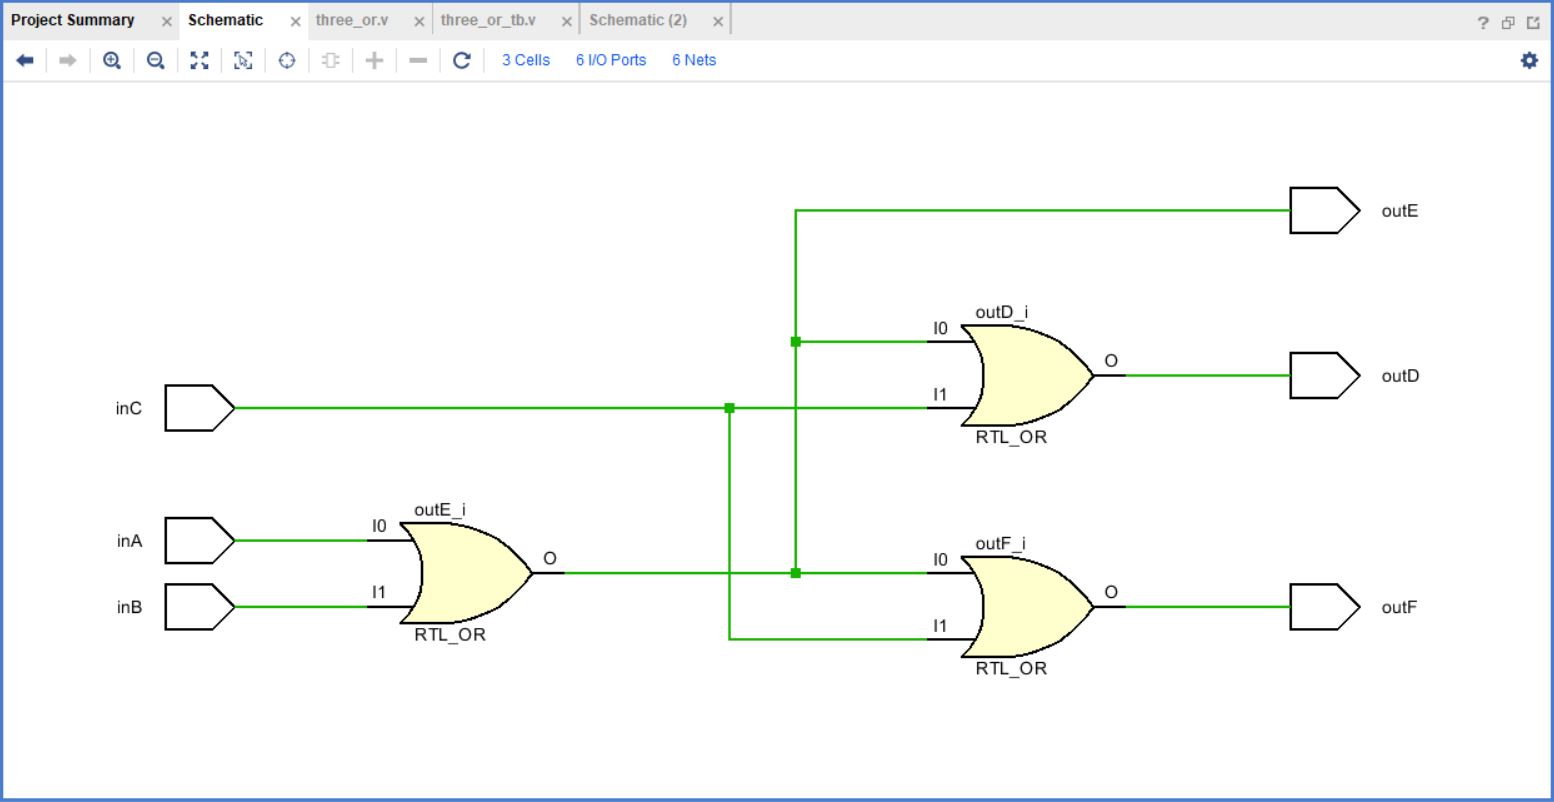 Project Summary Schematic three_or.v three_or_tb.v Schematic (2) ?
3 Cells 6 I/O Ports 6 Nets
outE
outD_i
I0
O
outD
I1
inC
RTL_OR
outE_i
I0
inA
O
I1
inB
RTL_OR
outF_i
I0
O
outF
I1
RTL_OR